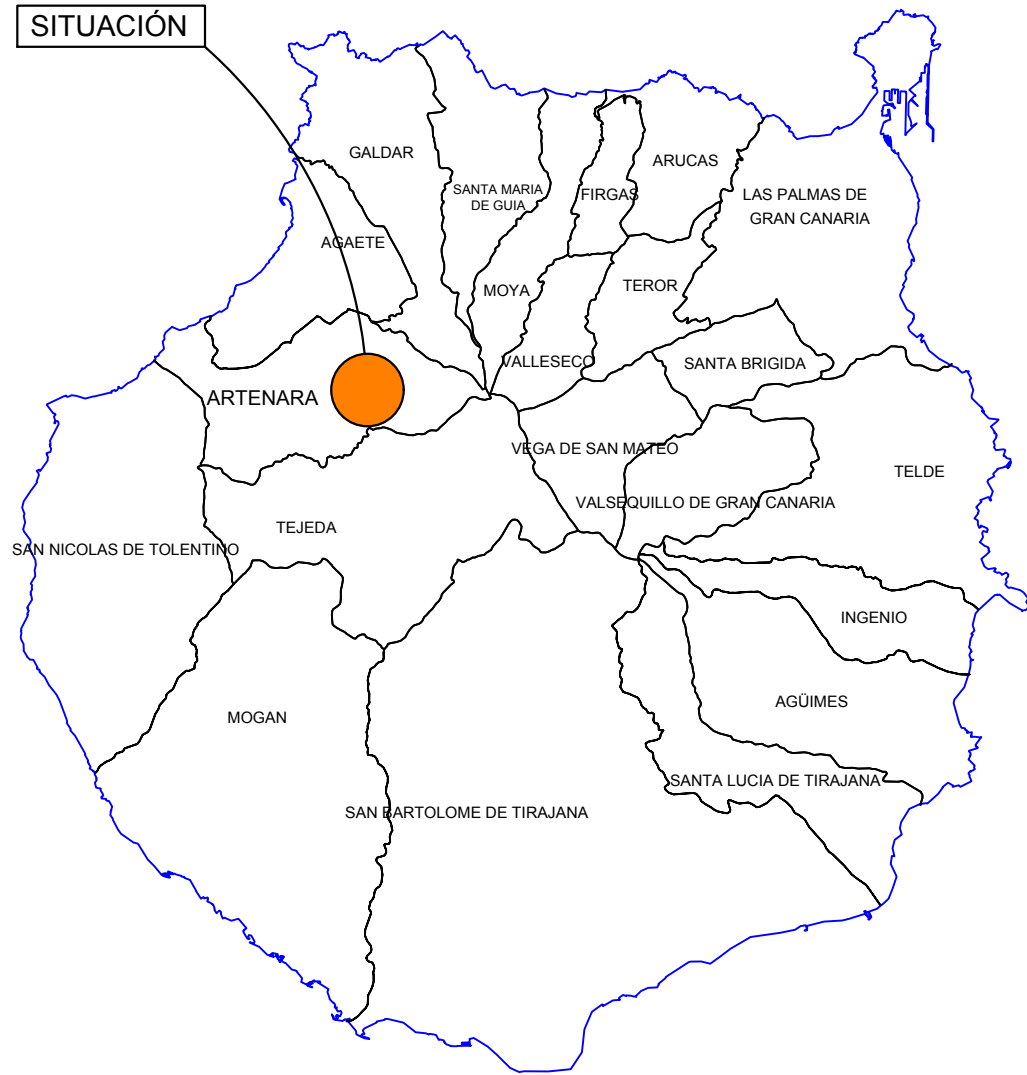 SITUACIÓN
GALDAR
ARUCAS
SANTA MARIA
DE GUIA
FIRGAS
LAS PALMAS DE
GRAN CANARIA
AGAETE
MOYA
TEROR
VALLESECO
SANTA BRIGIDA
ARTENARA
VEGA DE SAN MATEO
TELDE
VALSEQUILLO DE GRAN CANARIA
TEJEDA
SAN NICOLAS DE TOLENTINO
INGENIO
AGÜIMES
MOGAN
SANTA LUCIA DE TIRAJANA
SAN BARTOLOME DE TIRAJANA